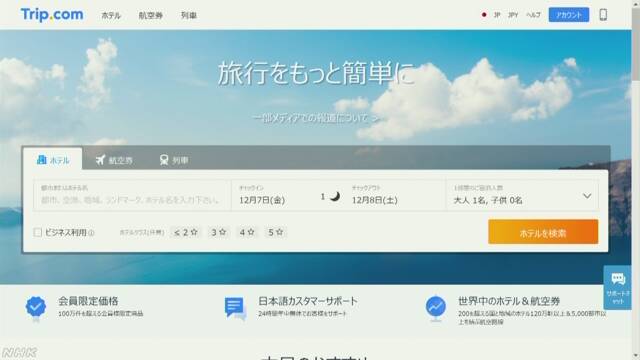 Trip.com ホテル 航空券 列車 JP JPY ヘルプ アカウント
旅行をもっと簡単に
一部メディアでの報道について >
ホテル 航空券 列車
都市またはホテル名 チェックイン チェックアウト 1部屋のご宿泊人数
都市、空港、地域、ランドマーク、ホテル名を入力下さい。 12月7日(金) 1 12月8日(土) 大人 1名, 子供 0名
ビジネス利用 ホテルクラス(任意) ≤ 2☆ 3☆ 4☆ 5☆ ホテルを検索
サポートチャット
会員限定価格 日本語カスタマーサポート 世界中のホテル&航空券
100万件を超える会員様限定商品 24時間年中無休でお客様をサポート 200を超える国と地域のホテル120万軒以上&5,000都市以
上を結ぶ航空路線
NHK